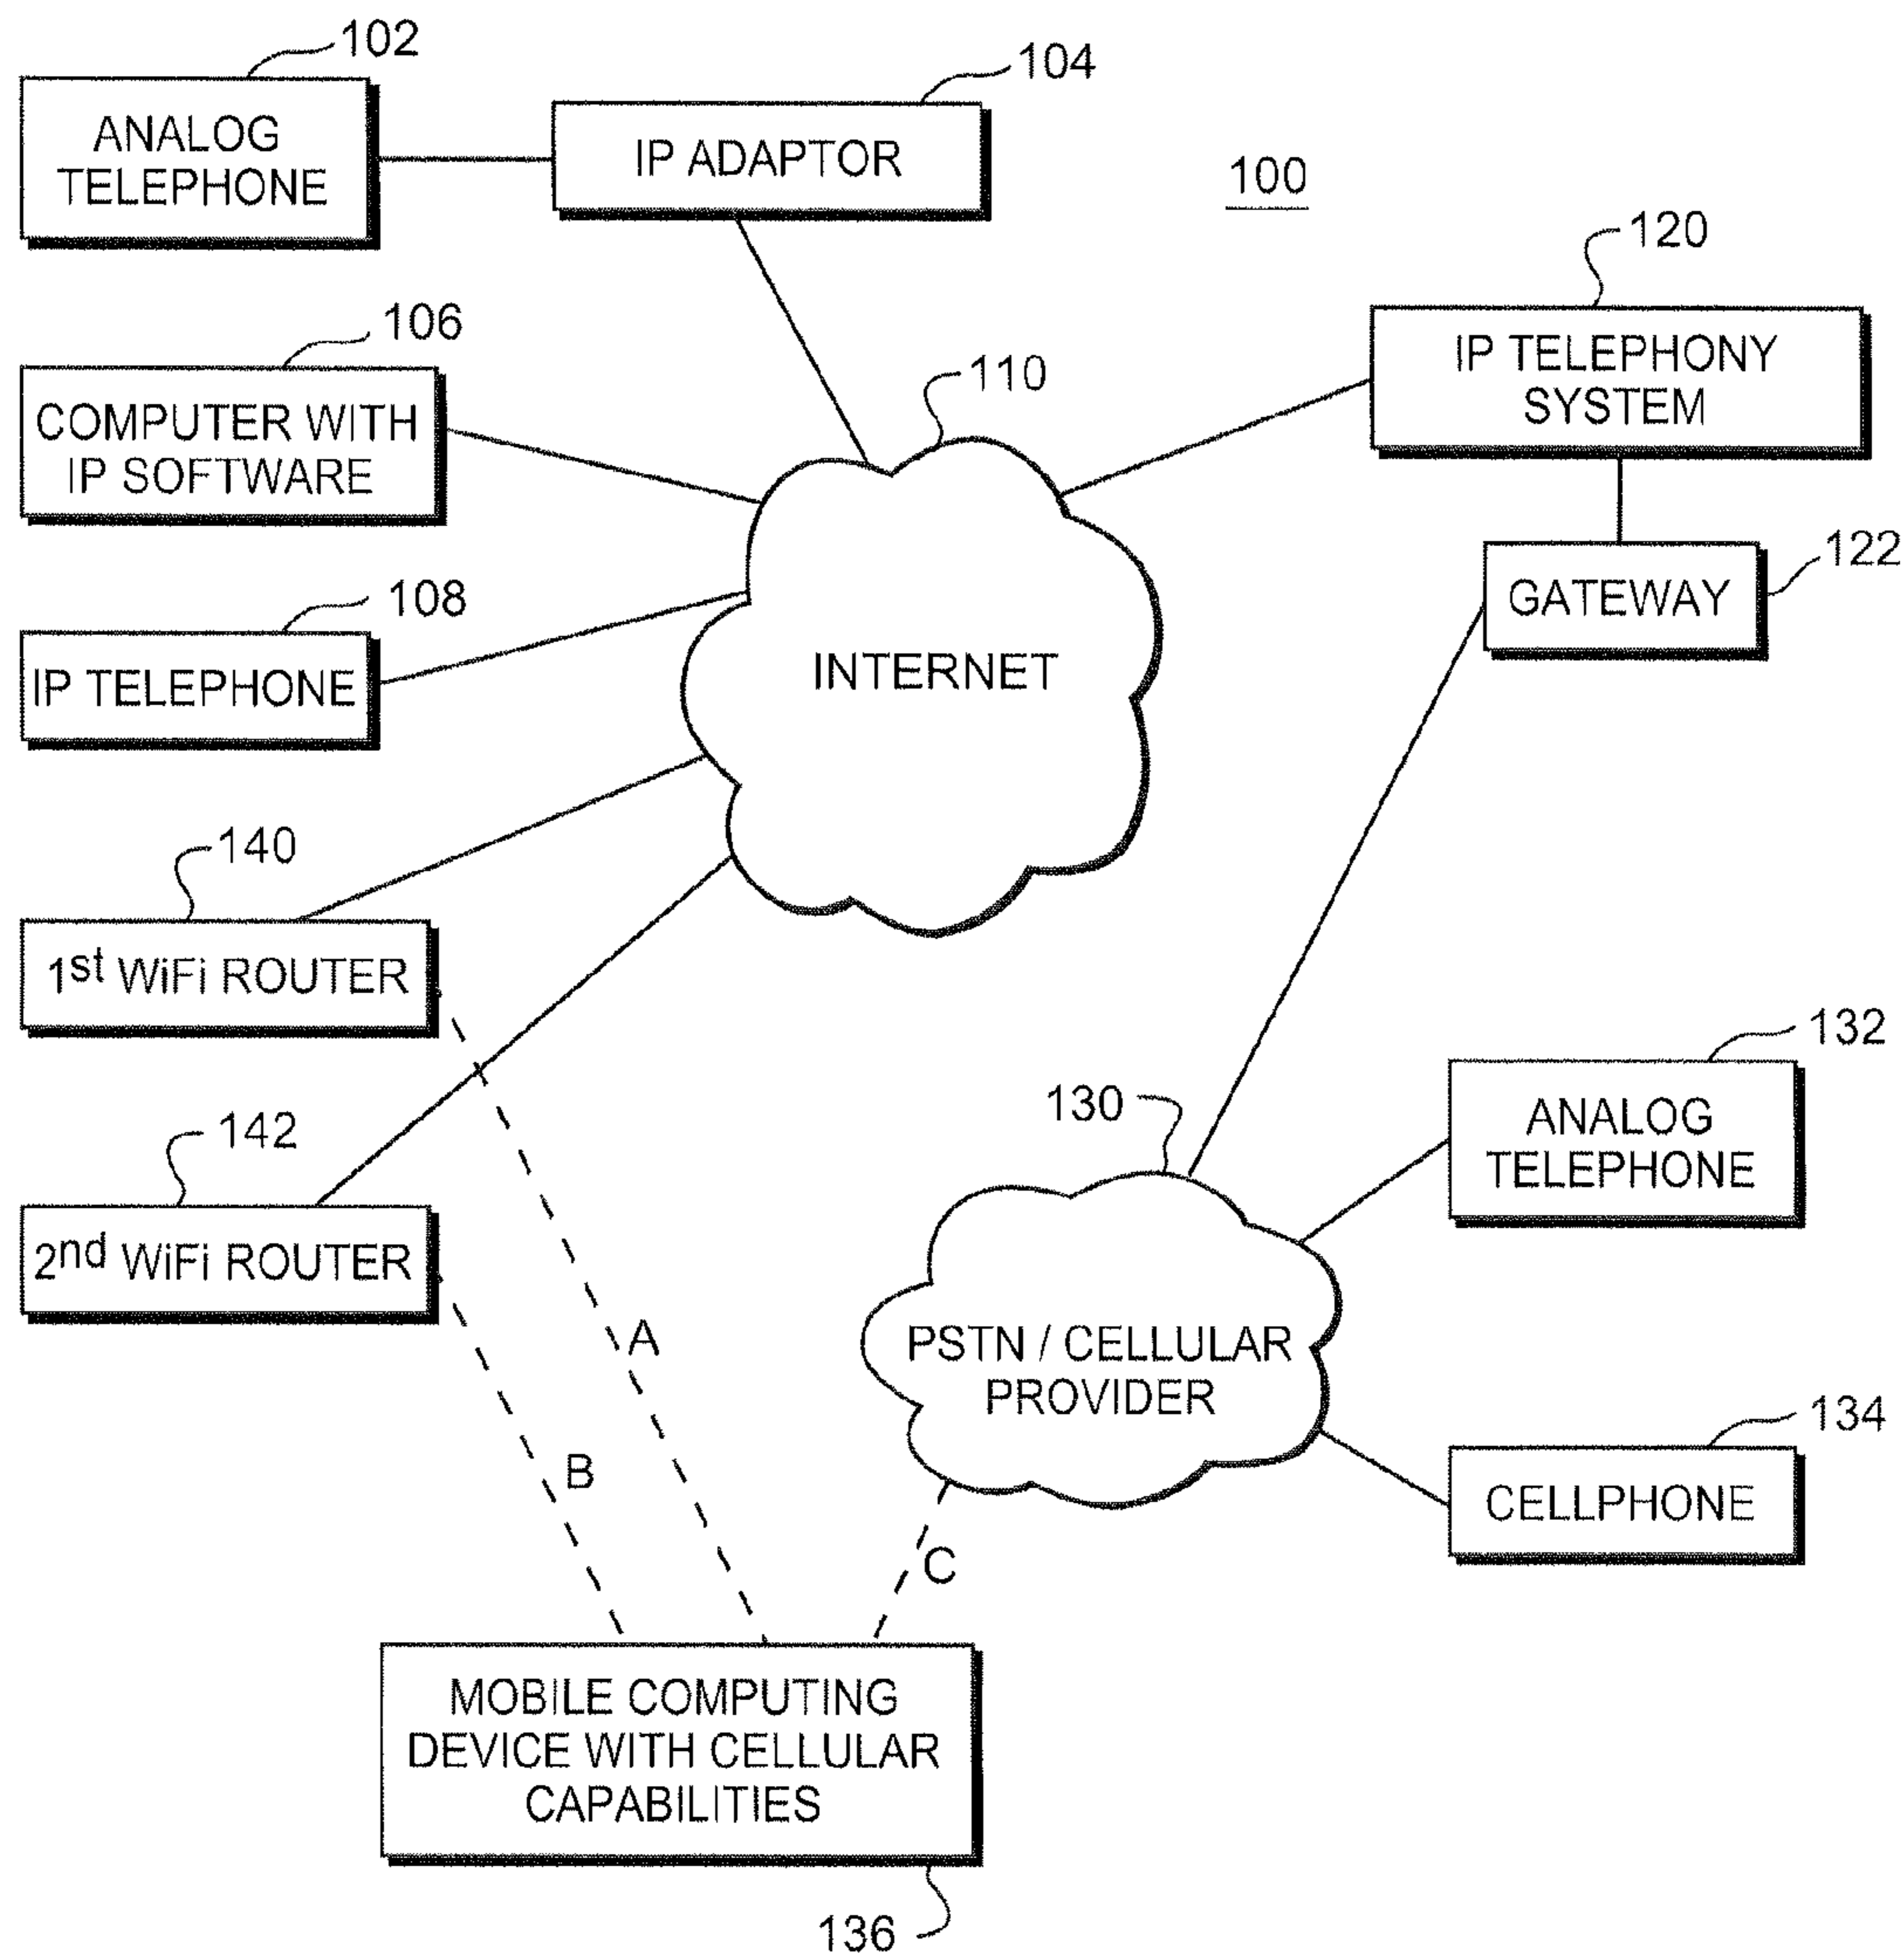 102
ANALOG
TELEPHONE
104
IP ADAPTOR
100
120
IP TELEPHONY
SYSTEM
106
COMPUTER WITH
IP SOFTWARE
110
122
GATEWAY
108
IP TELEPHONE
INTERNET
140
1st WiFi ROUTER
132
ANALOG
TELEPHONE
142
2nd WiFi ROUTER
130
PSTN / CELLULAR
PROVIDER
A
B
C
134
CELLPHONE
MOBILE COMPUTING
DEVICE WITH CELLULAR
CAPABILITIES
136